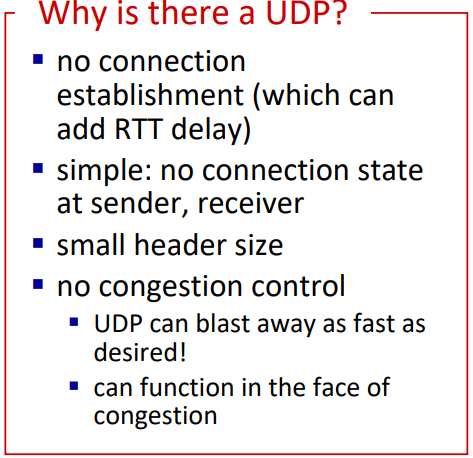 Why is there a UDP?
▪ no connection
establishment (which can
add RTT delay)
▪ simple: no connection state
at sender, receiver
▪ small header size
▪ no congestion control
▪ UDP can blast away as fast as
desired!
▪ can function in the face of
congestion